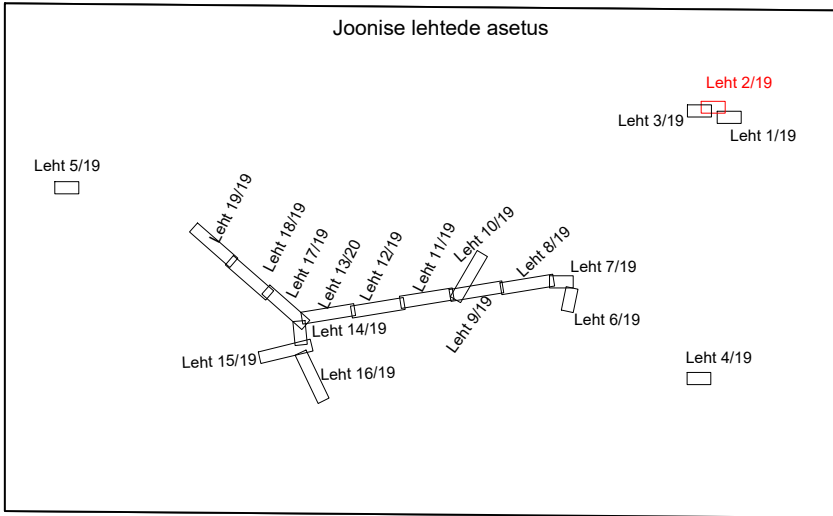 Joonise lehtede asetus
Leht 2/19
Leht 3/19
Leht 1/19
Leht 5/19
Leht 19/19
Leht 18/19
Leht 17/19
Leht 13/20
Leht 12/19
Leht 11/19
Leht 10/19
Leht 8/19
Leht 7/19
Leht 9/19
Leht 6/19
Leht 14/19
Leht 15/19
Leht 16/19
Leht 4/19